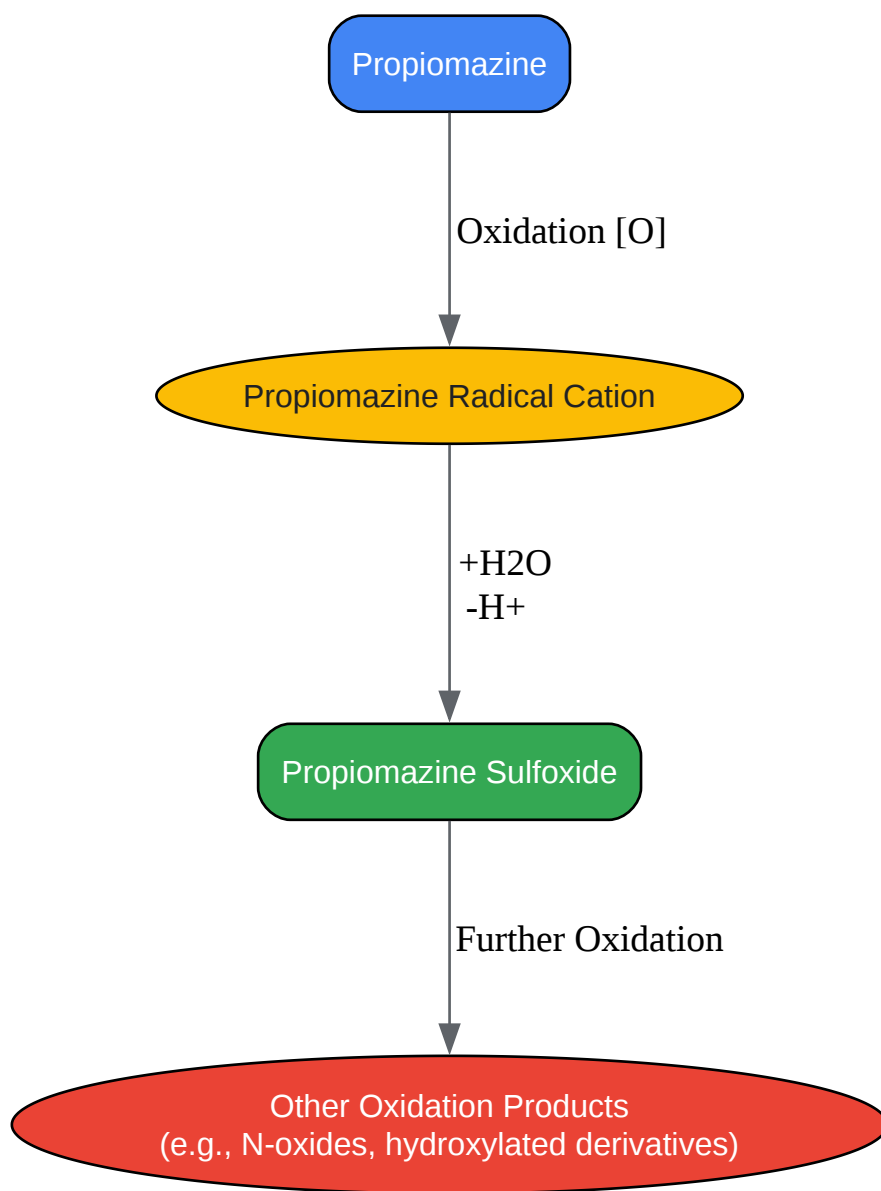 Propiomazine
Oxidation [O]
Propiomazine Radical Cation
+H2O
-H+
Propiomazine Sulfoxide
Further Oxidation
Other Oxidation Products
(e.g., N-oxides, hydroxylated derivatives)